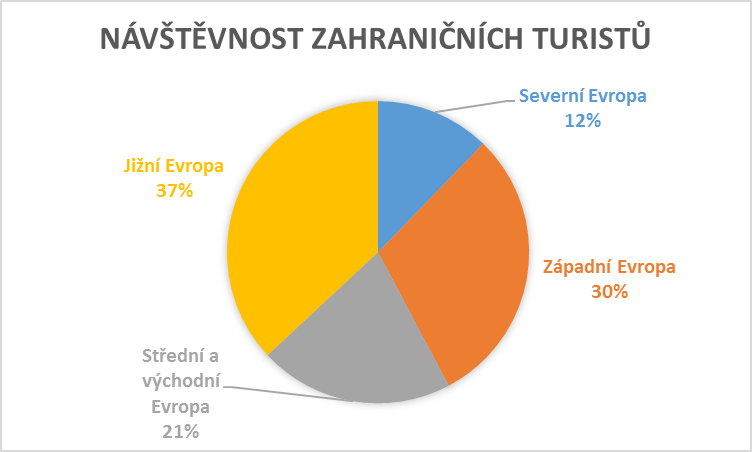 NÁVŠTĚVNOST ZAHRANIČNÍCH TURISTŮ
Severní Evropa
12%
Jižní Evropa
37%
Západní Evropa
30%
Střední a
východní
Evropa
21%